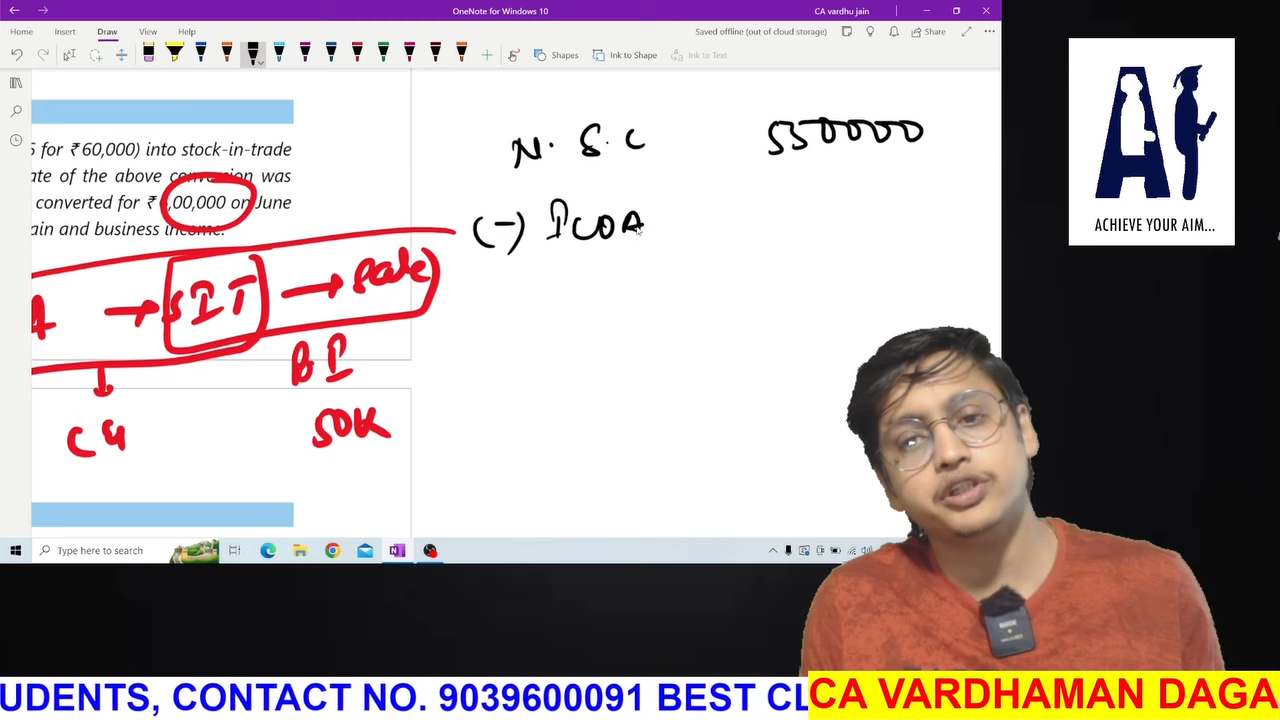 OneNote for Windows 10
CA vardhu jain
Home
Insert
Draw
View
Help
Saved offline (out of cloud storage)
Share
Shapes
Ink to Shape
Ink to Text
5 for ₹60,000) into stock-in-trade
ate of the above conversion was
converted for ₹ 6,00,000 on June
ain and business income.
A → SIT → Sale
BI
CG
50K
N. S. C 550000
(-) ICOA
AI
ACHIEVE YOUR AIM...
Type here to search
UDENTS, CONTACT NO. 9039600091 BEST CL
CA VARDHAMAN DAGA